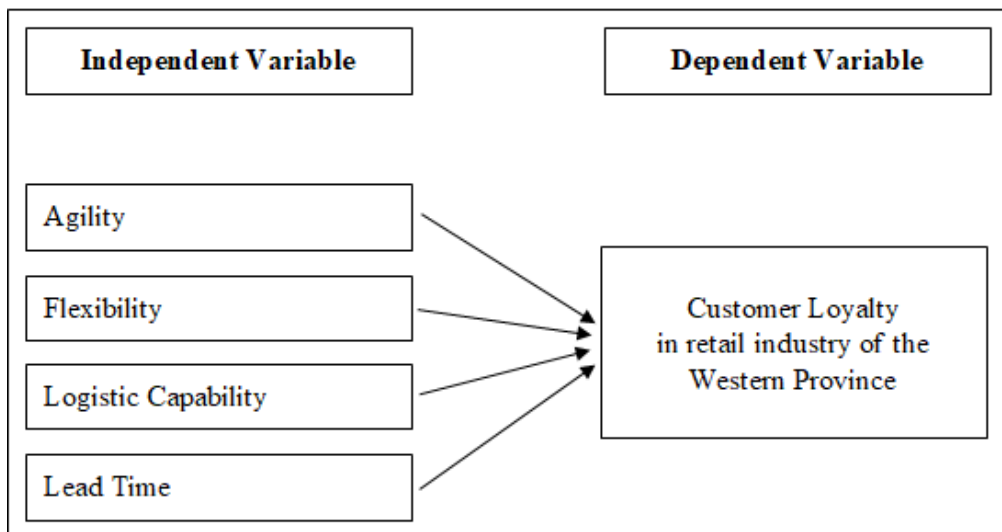 Independent Variable
Dependent Variable
Agility
Flexibility
Logistic Capability
Lead Time
Customer Loyalty
in retail industry of the
Western Province